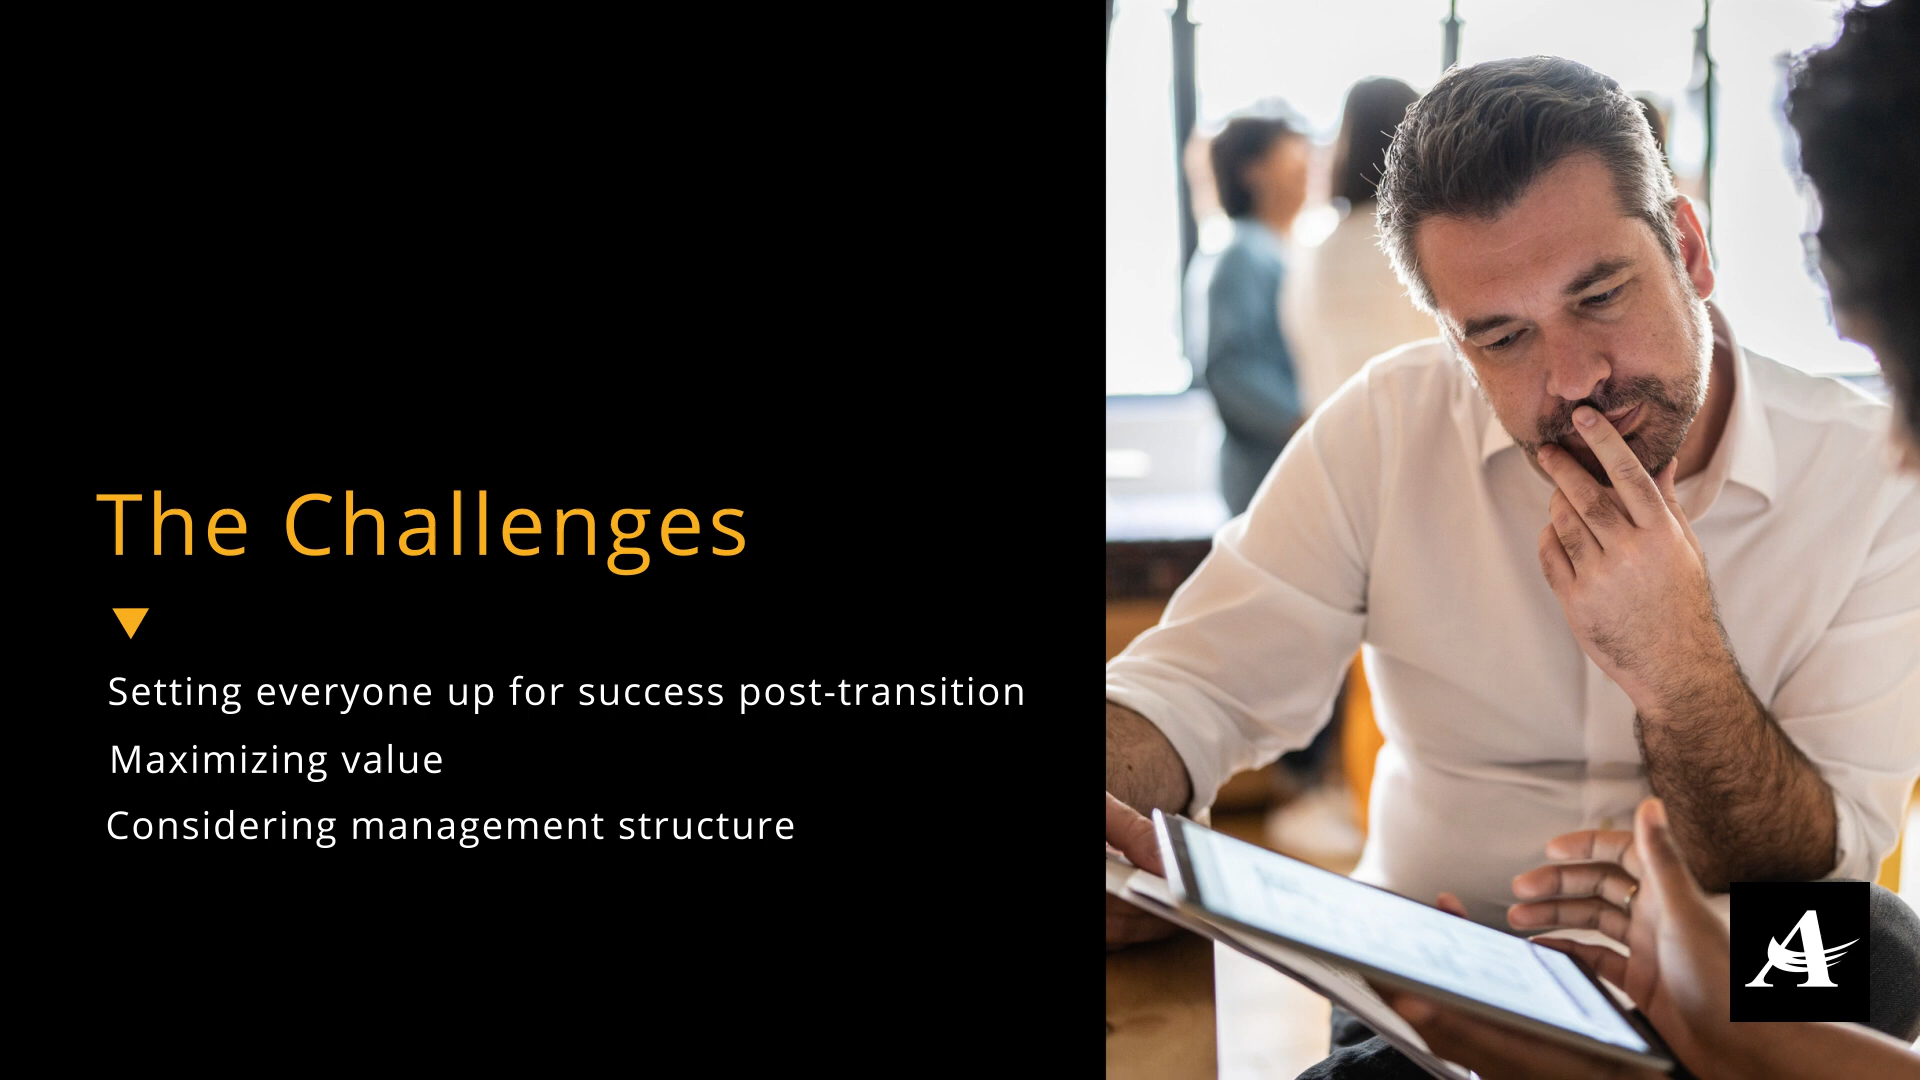 The Challenges
Setting everyone up for success post-transition
Maximizing value
Considering management structure
A